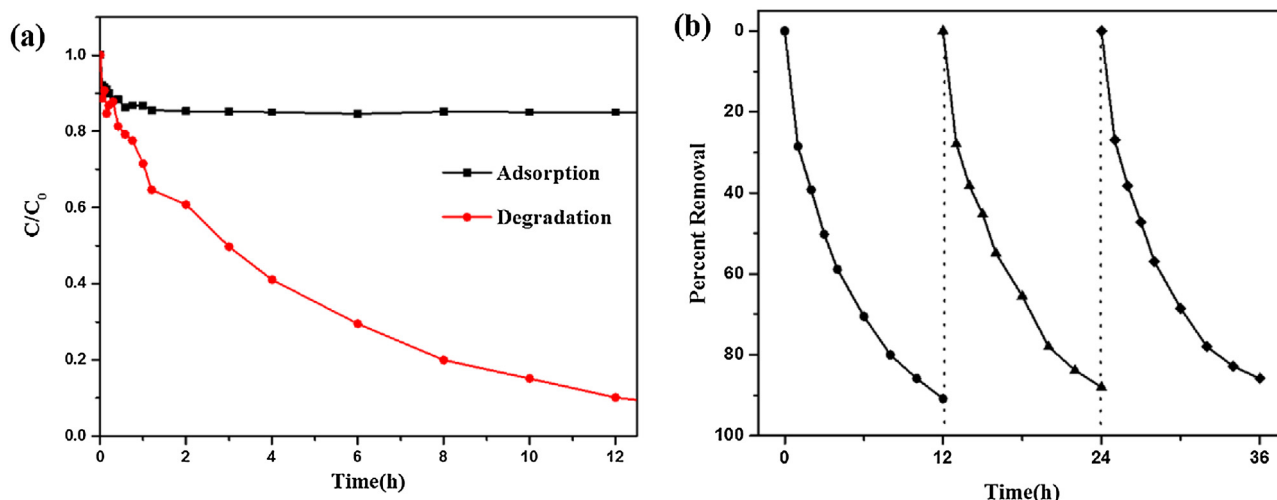 (a)
1.0
0.8
0.6
0.4
0.2
0.0
C/C0
Adsorption
Degradation
0 2 4 6 8 10 12
Time(h)
(b)
0
20
40
60
80
100
Percent Removal
0 12 24 36
Time(h)